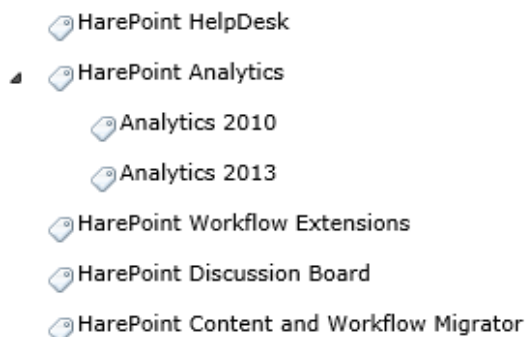 HarePoint HelpDesk
HarePoint Analytics
Analytics 2010
Analytics 2013
HarePoint Workflow Extensions
HarePoint Discussion Board
HarePoint Content and Workflow Migrator